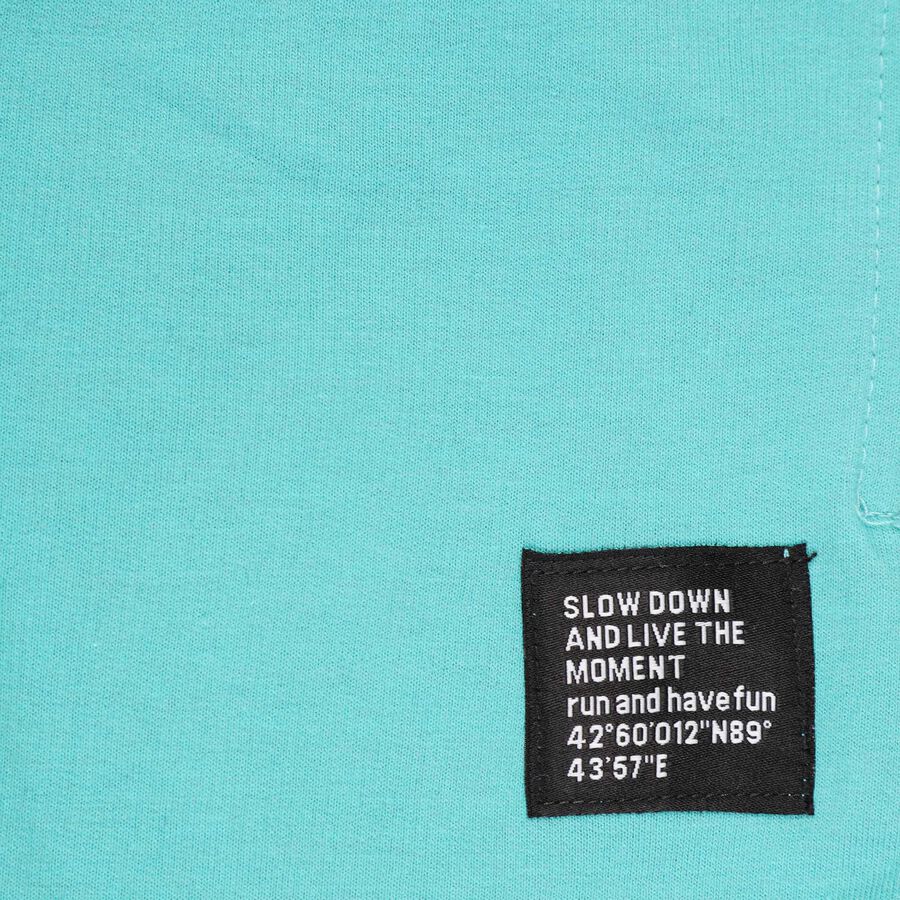 SLOW DOWN
AND LIVE THE
MOMENT
run and have fun
42°60'012"N89°
43'57"E